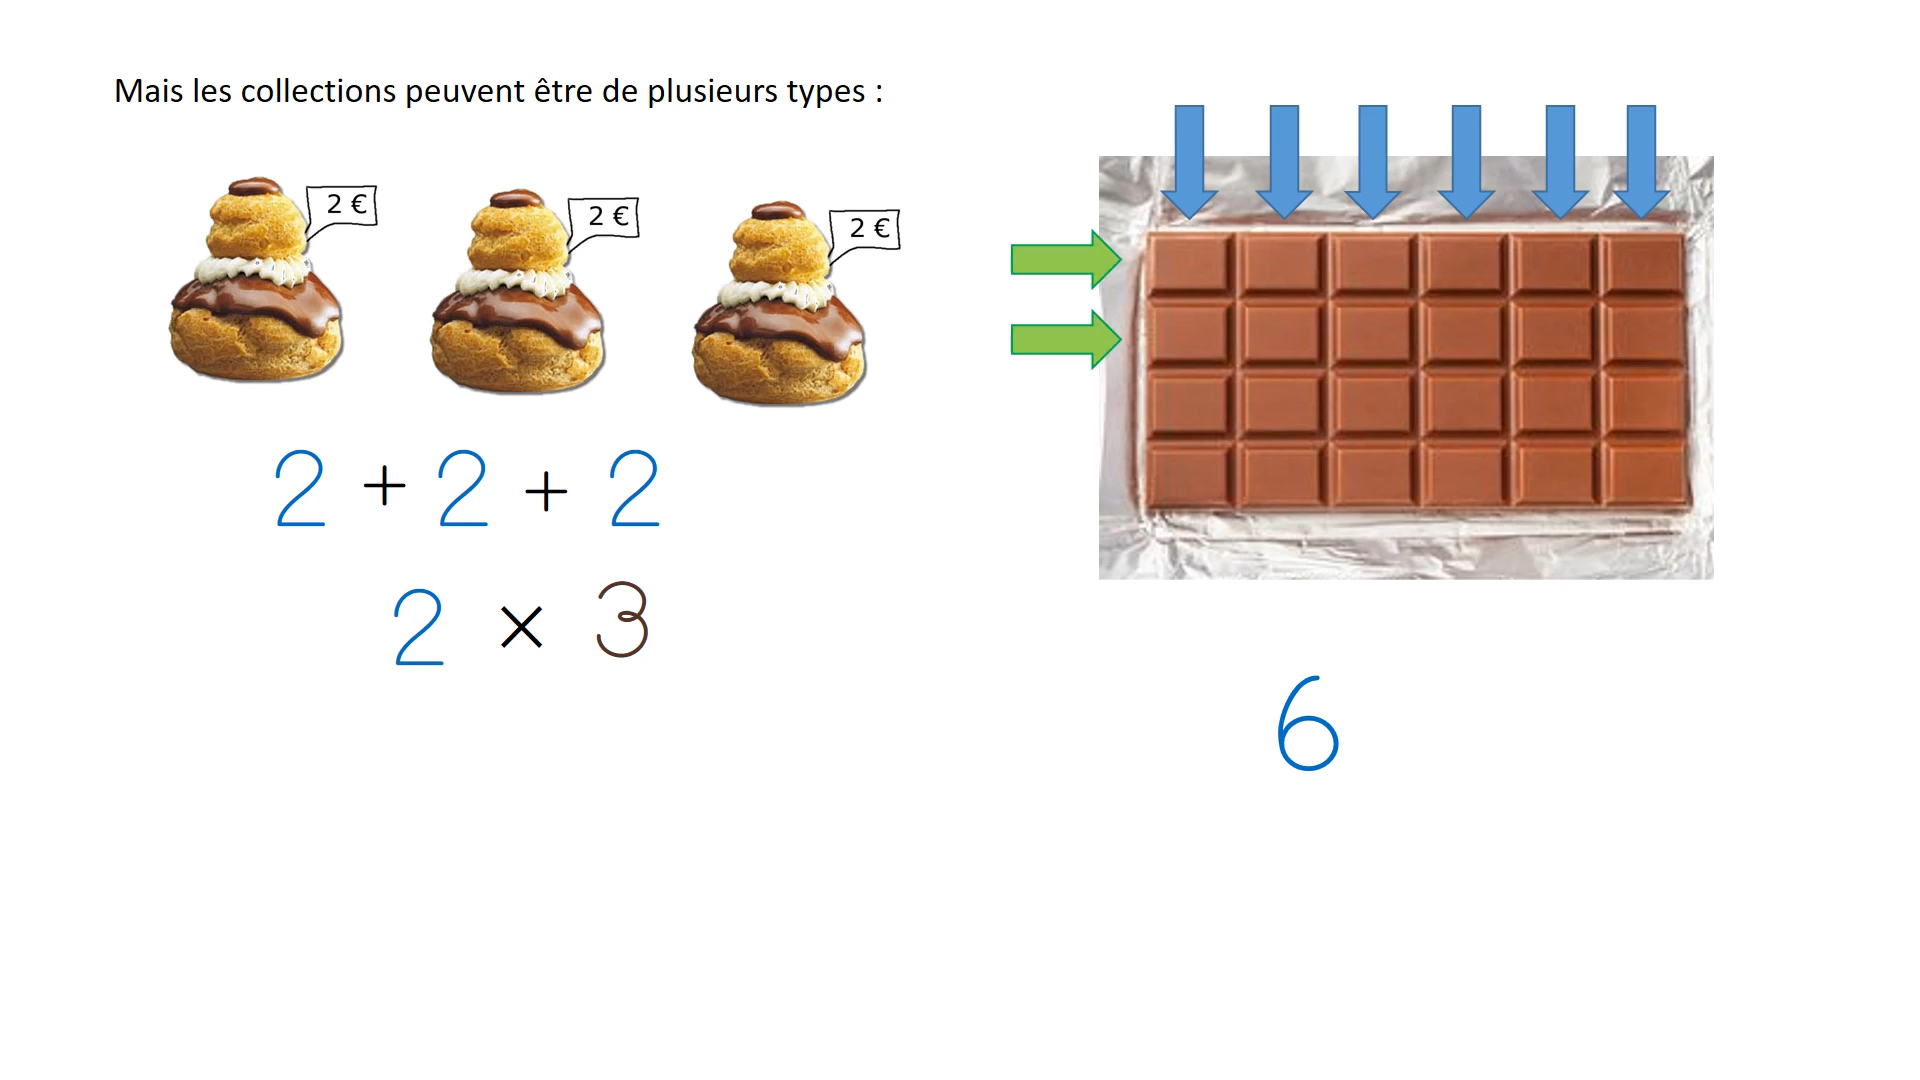 Mais les collections peuvent être de plusieurs types :
2 €
2 €
2 €
2 + 2 + 2
2 × 3
6